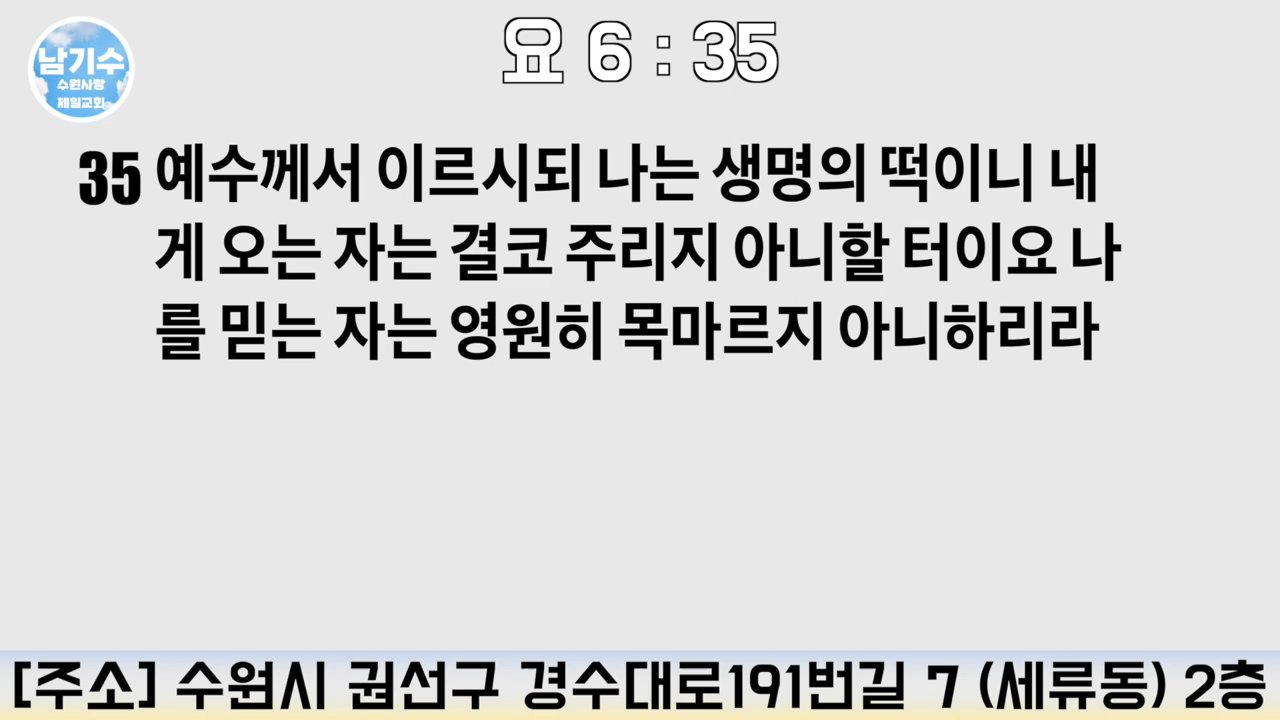 남기수
수원사랑
제일교회
요 6 : 35
35 예수께서 이르시되 나는 생명의 떡이니 내
게 오는 자는 결코 주리지 아니할 터이요 나
를 믿는 자는 영원히 목마르지 아니하리라
[주소] 수원시 권선구 경수대로191번길 7 (세류동) 2층